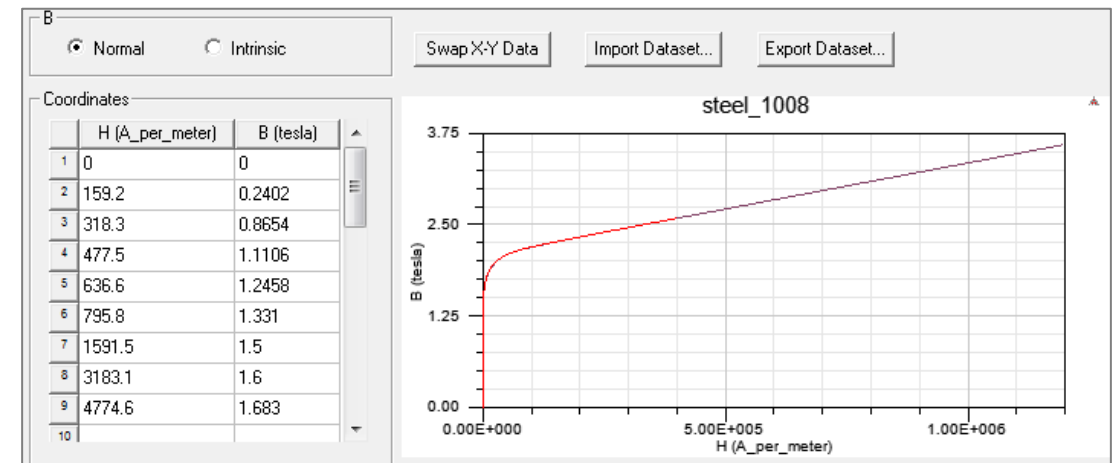 B
Normal Intrinsic Swap X-Y Data Import Dataset... Export Dataset...
Coordinates
H (A_per_meter) B (tesla)
1 0 0
2 159.2 0.2402
3 318.3 0.8654
4 477.5 1.1106
5 636.6 1.2458
6 795.8 1.331
7 1591.5 1.5
8 3183.1 1.6
9 4774.6 1.683
10
steel_1008
3.75
2.50
1.25
0.00
B (tesla)
0.00E+000 5.00E+005 1.00E+006
H (A_per_meter)